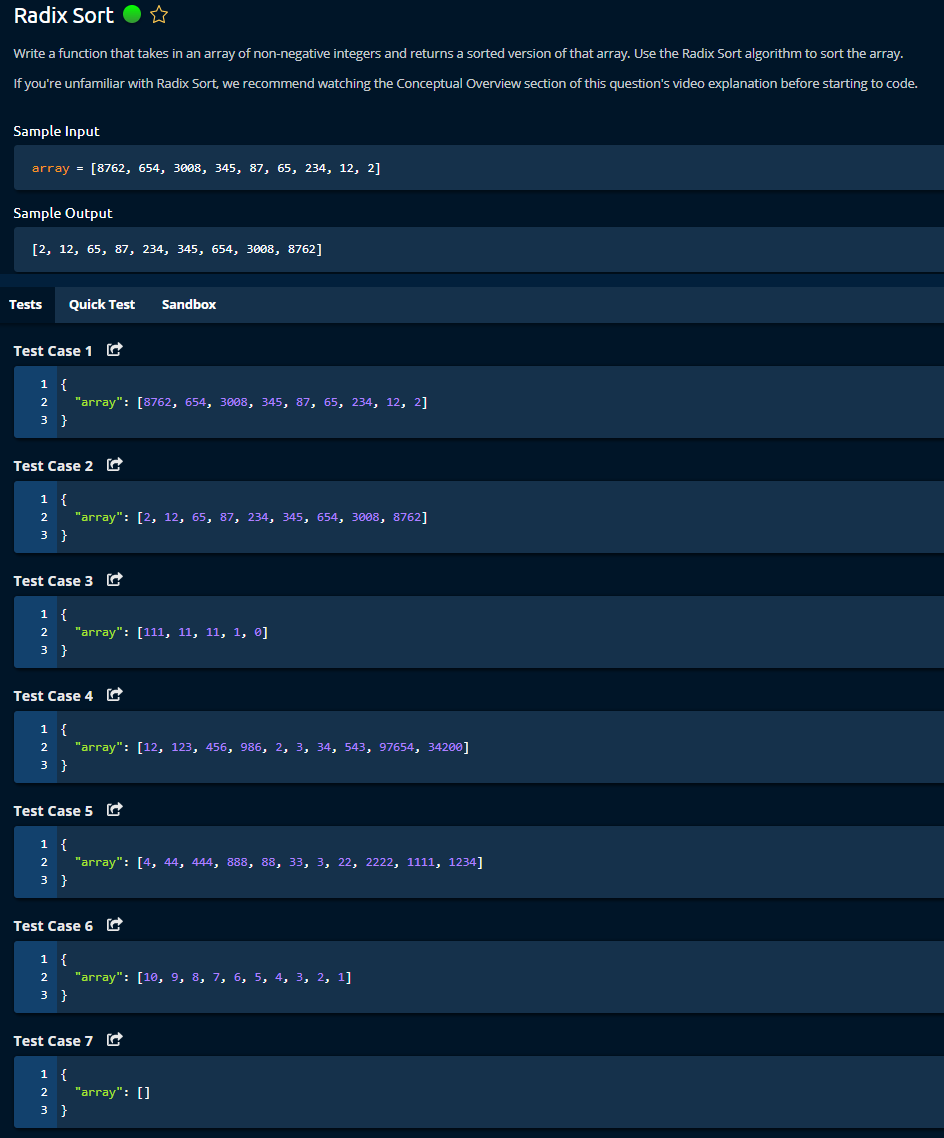 Radix Sort
Write a function that takes in an array of non-negative integers and returns a sorted version of that array. Use the Radix Sort algorithm to sort the array.
If you're unfamiliar with Radix Sort, we recommend watching the Conceptual Overview section of this question's video explanation before starting to code.
Sample Input
array = [8762, 654, 3008, 345, 87, 65, 234, 12, 2]
Sample Output
[2, 12, 65, 87, 234, 345, 654, 3008, 8762]
Tests Quick Test Sandbox
Test Case 1
1 {
2 "array": [8762, 654, 3008, 345, 87, 65, 234, 12, 2]
3 }
Test Case 2
1 {
2 "array": [2, 12, 65, 87, 234, 345, 654, 3008, 8762]
3 }
Test Case 3
1 {
2 "array": [111, 11, 11, 1, 0]
3 }
Test Case 4
1 {
2 "array": [12, 123, 456, 986, 2, 3, 34, 543, 97654, 34200]
3 }
Test Case 5
1 {
2 "array": [4, 44, 444, 888, 88, 33, 3, 22, 2222, 1111, 1234]
3 }
Test Case 6
1 {
2 "array": [10, 9, 8, 7, 6, 5, 4, 3, 2, 1]
3 }
Test Case 7
1 {
2 "array": []
3 }